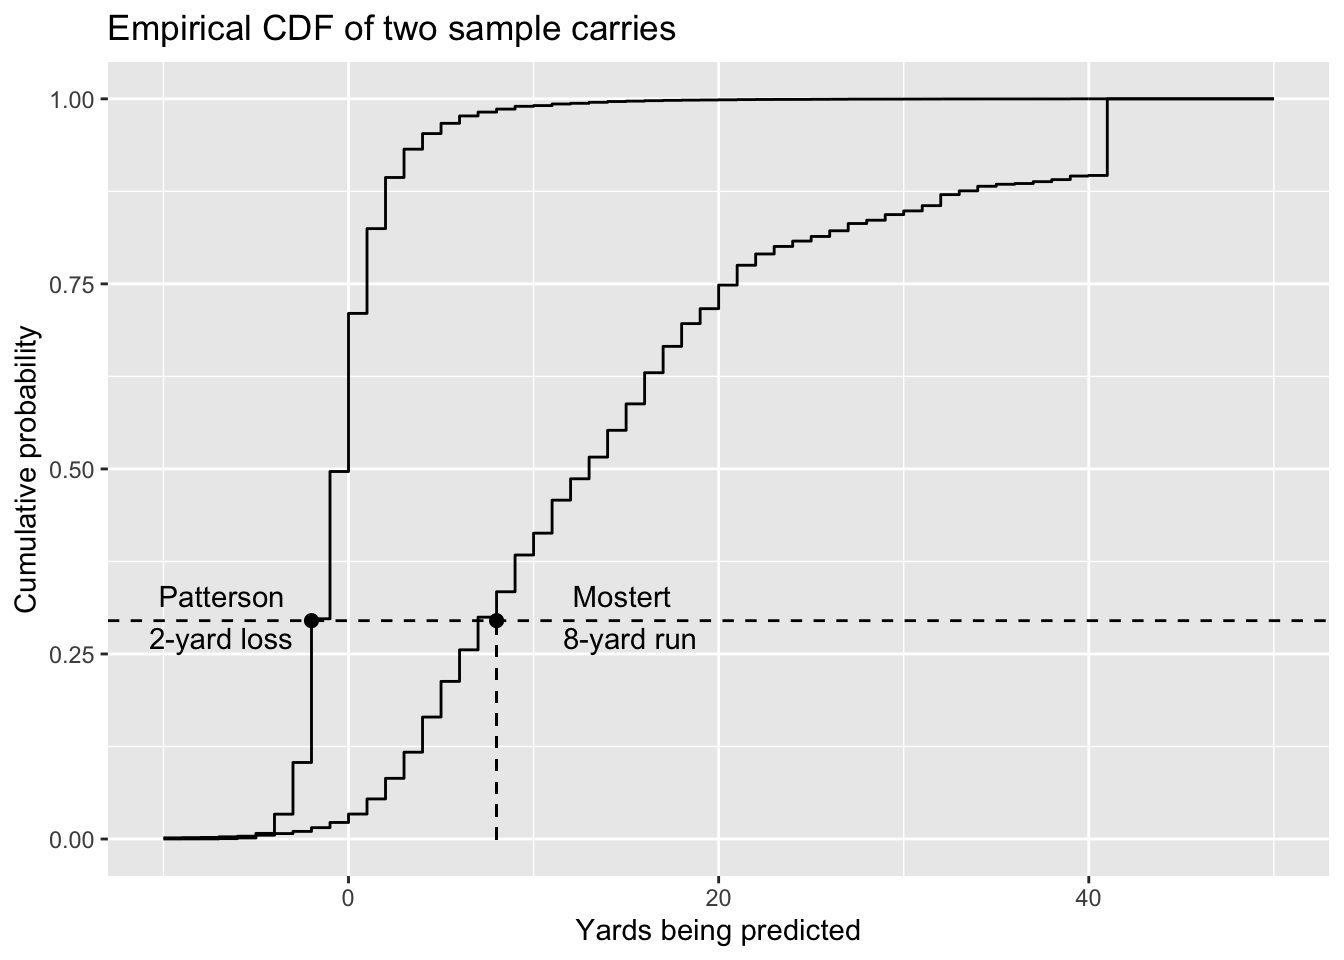 Empirical CDF of two sample carries
Cumulative probability
1.00
0.75
0.50
0.25
0.00
Patterson
2-yard loss
Mostert
8-yard run
0
20
40
Yards being predicted